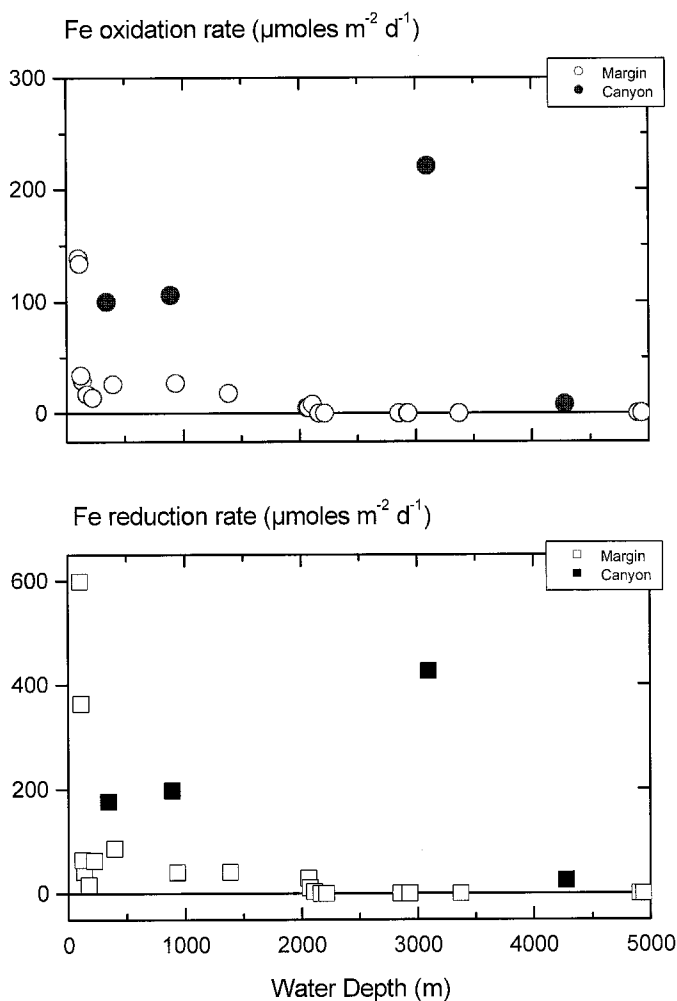 Fe oxidation rate (µmoles m-2 d-1)
Margin
Canyon
300
200
100
0
Fe reduction rate (µmoles m-2 d-1)
Margin
Canyon
600
400
200
0
0 1000 2000 3000 4000 5000
Water Depth (m)